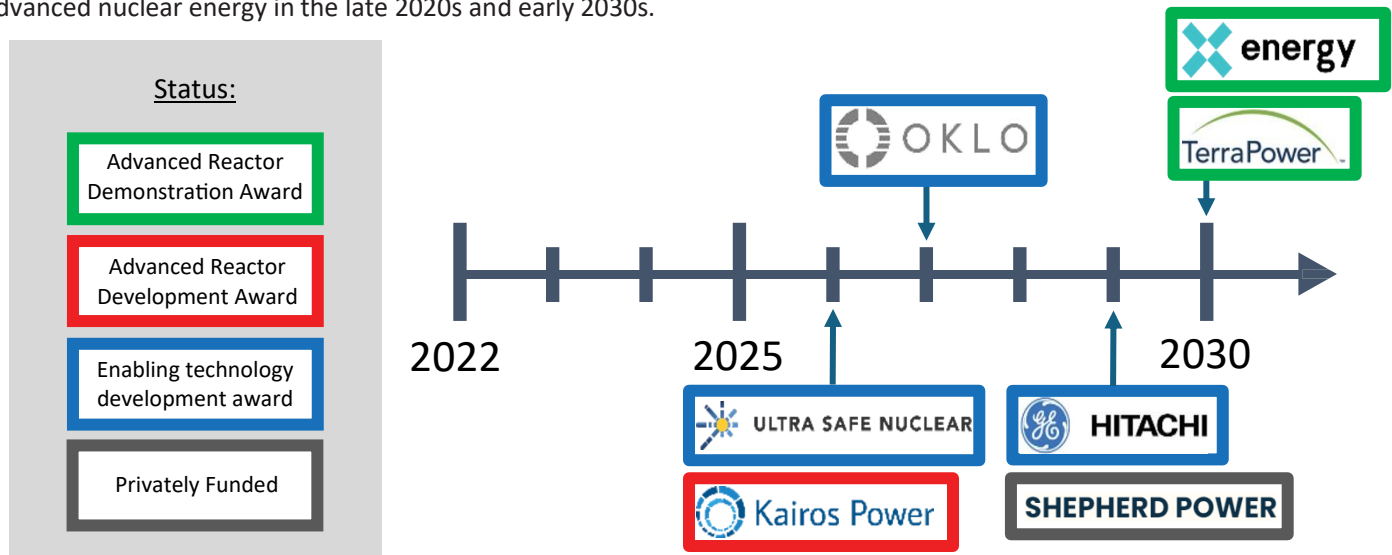 dvanced nuclear energy in the late 2020s and early 2030s.
Status:
Advanced Reactor
Demonstration Award
Advanced Reactor
Development Award
Enabling technology
development award
Privately Funded
energy
TerraPower
OKLO
2022
2025
2030
ULTRA SAFE NUCLEAR
Kairos Power
GE
HITACHI
SHEPHERD POWER